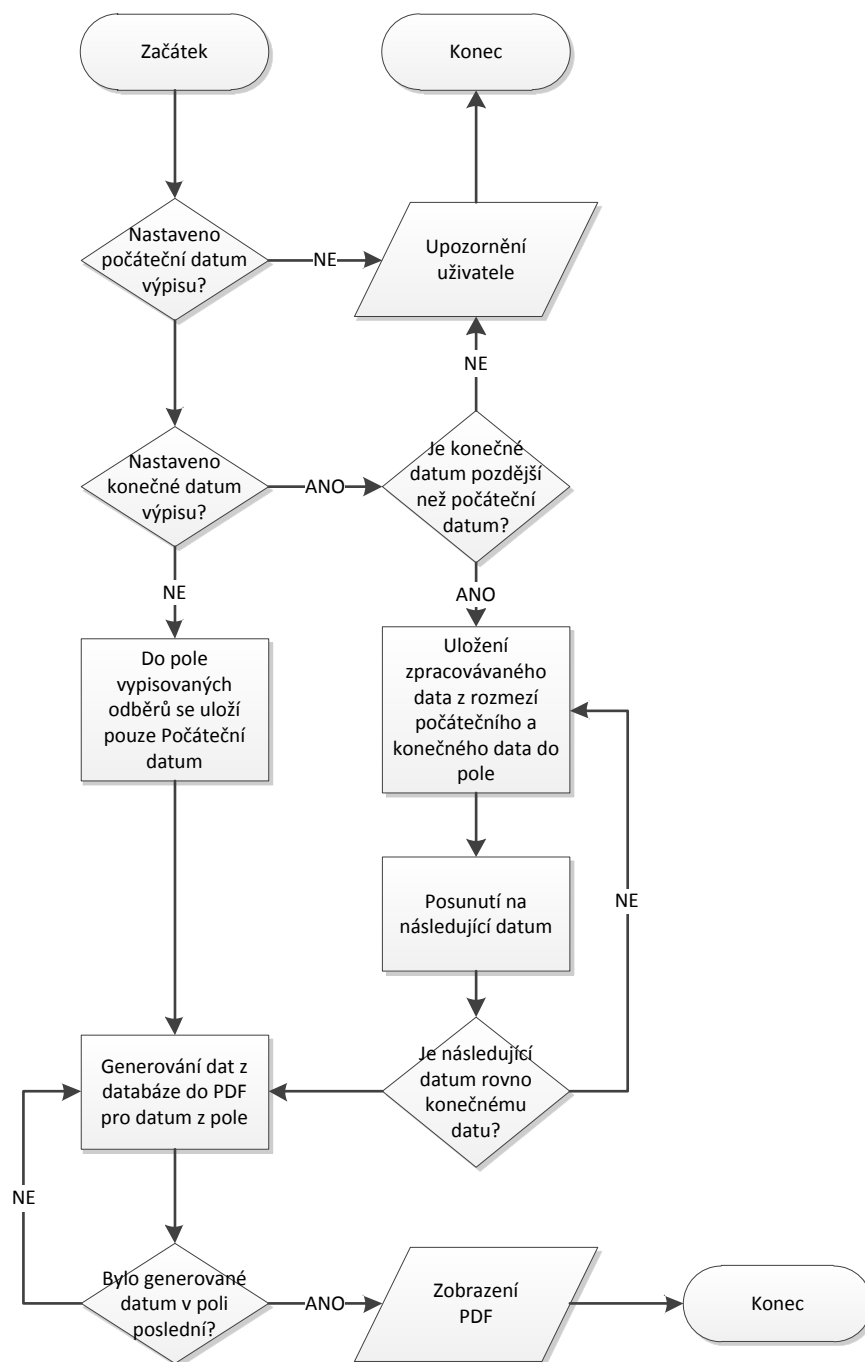 Začátek
Konec
Nastaveno
počáteční datum
výpisu?
NE
Upozornění
uživatele
NE
Nastaveno
konečné datum
výpisu?
ANO
Je konečné
datum pozdější
než počáteční
datum?
NE
ANO
Do pole
vypisovaných
odběrů se uloží
pouze Počáteční
datum
Uložení
zpracovávaného
data z rozmezí
počátečního a
konečného data do
pole
Posunutí na
následující datum
NE
Generování dat z
databáze do PDF
pro datum z pole
Je následující
datum rovno
konečnému
datu?
NE
Bylo generované
datum v poli
poslední?
ANO
Zobrazení
PDF
Konec